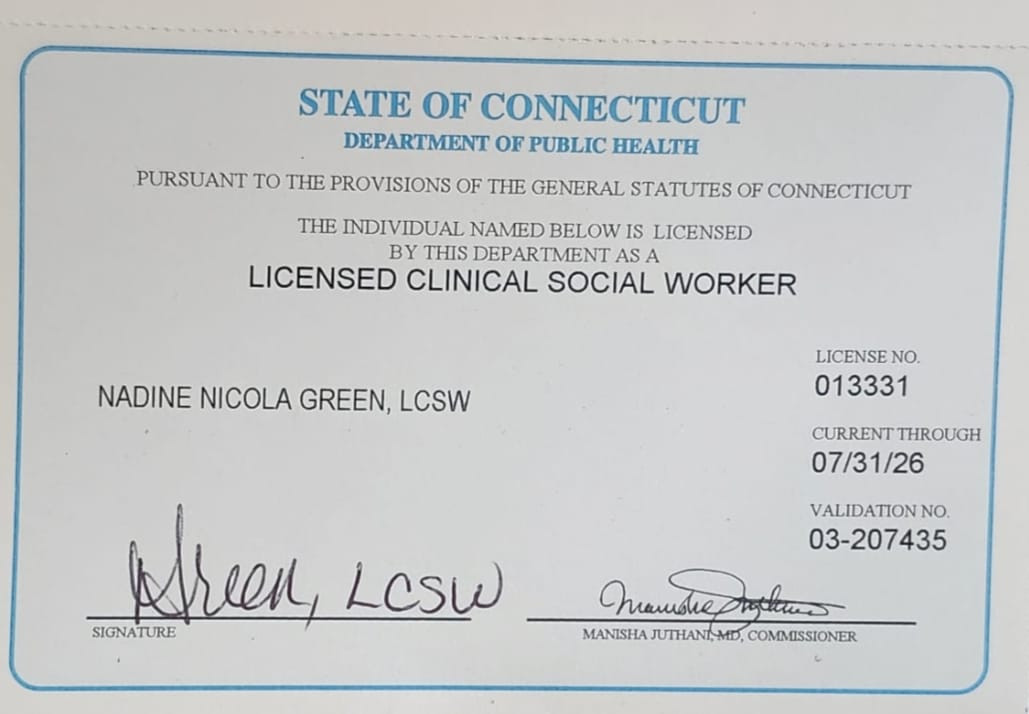 STATE OF CONNECTICUT
DEPARTMENT OF PUBLIC HEALTH
PURSUANT TO THE PROVISIONS OF THE GENERAL STATUTES OF CONNECTICUT
THE INDIVIDUAL NAMED BELOW IS LICENSED
BY THIS DEPARTMENT AS A
LICENSED CLINICAL SOCIAL WORKER
LICENSE NO.
013331
NADINE NICOLA GREEN, LCSW
CURRENT THROUGH
07/31/26
VALIDATION NO.
03-207435
Green, LCSW
SIGNATURE
MANISHA JUTHANI, MD, COMMISSIONER